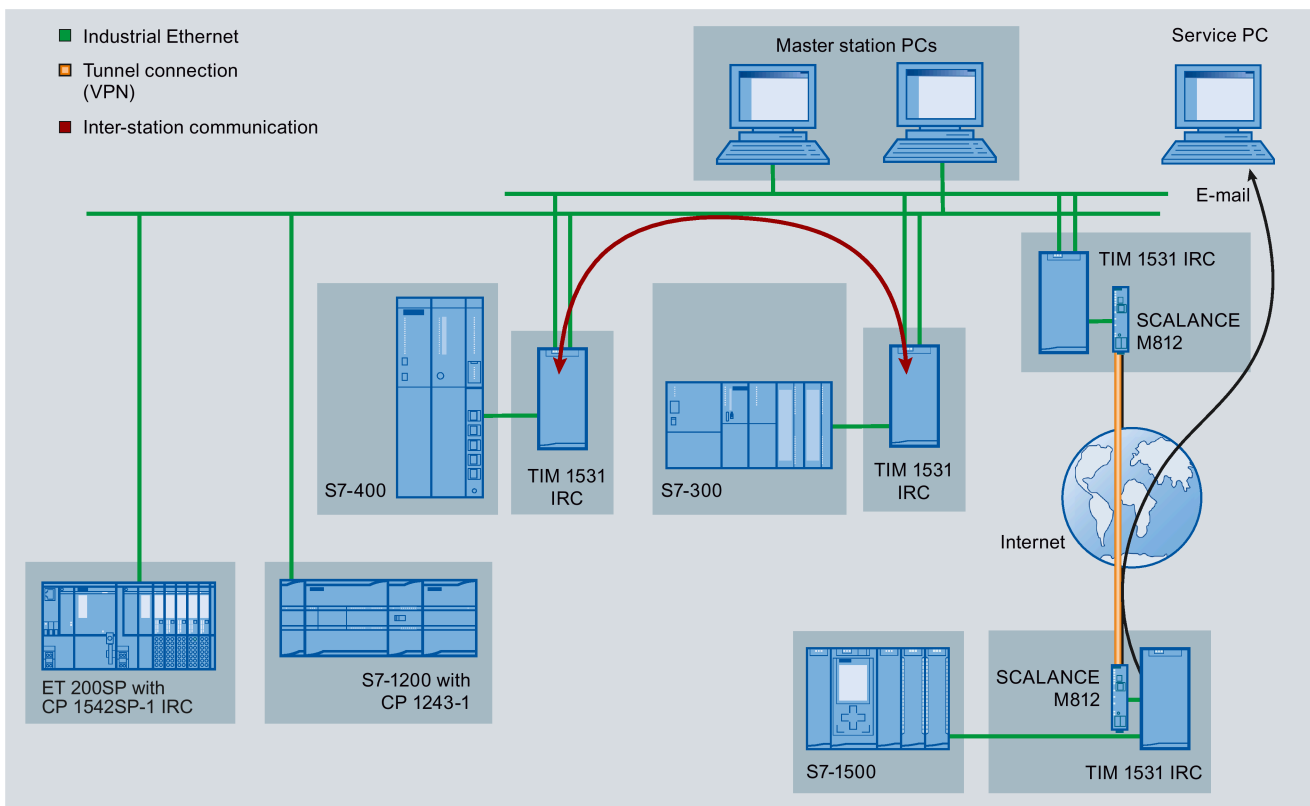 Industrial Ethernet
Tunnel connection
(VPN)
Inter-station communication
Master station PCs
Service PC
E-mail
TIM 1531 IRC
SCALANCE
M812
S7-400
TIM 1531
IRC
S7-300
TIM 1531
IRC
Internet
ET 200SP with
CP 1542SP-1 IRC
S7-1200 with
CP 1243-1
S7-1500
SCALANCE
M812
TIM 1531 IRC